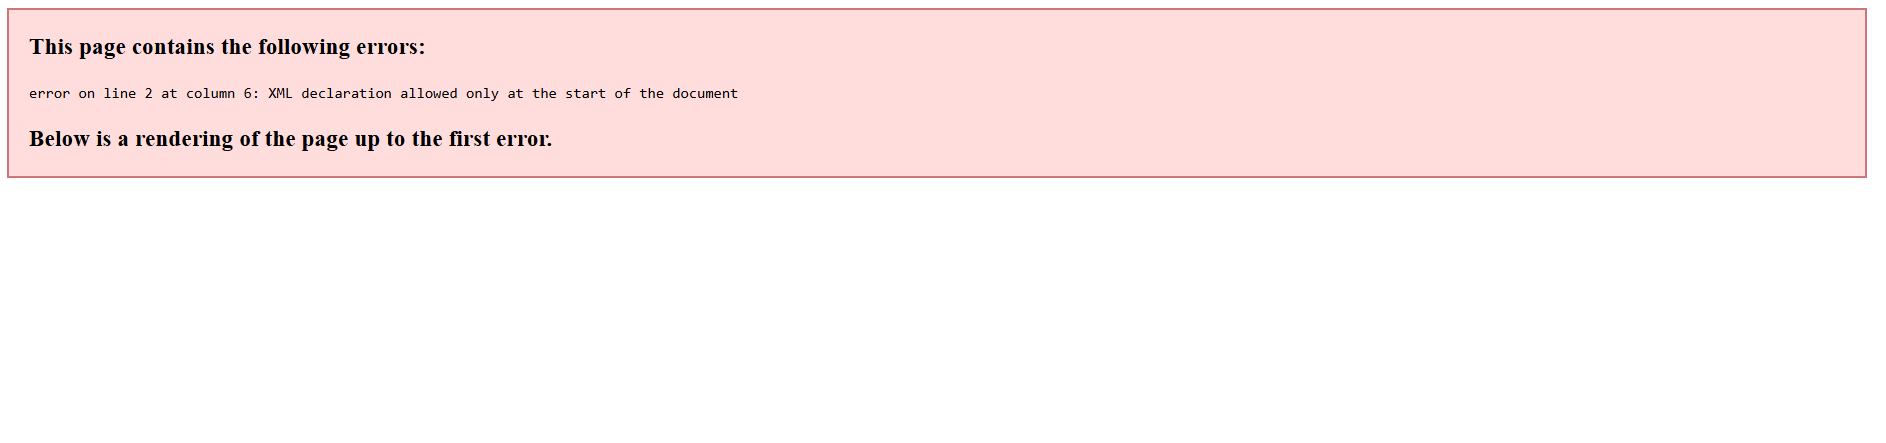 This page contains the following errors:
error on line 2 at column 6: XML declaration allowed only at the start of the document
Below is a rendering of the page up to the first error.